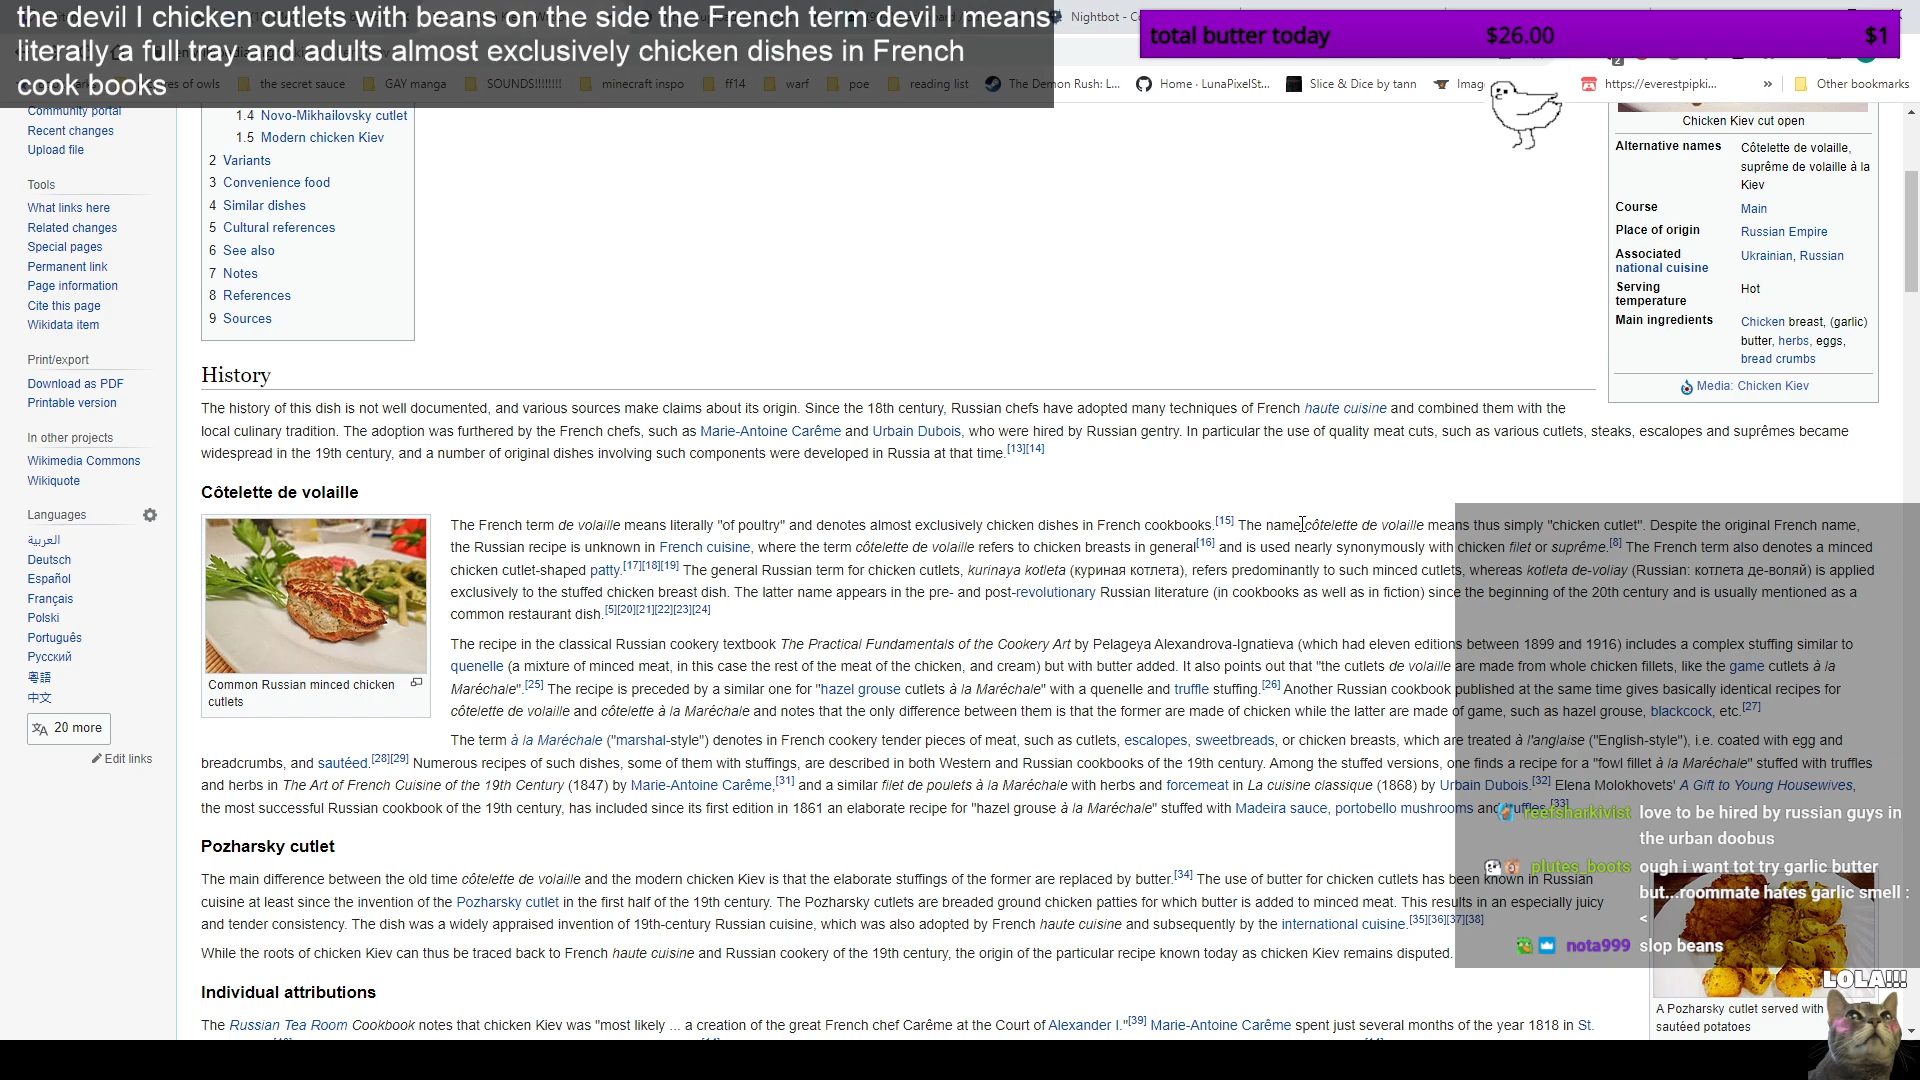 the devil I chicken cutlets with beans on the side the French term devil I means
literally a full tray and adults almost exclusively chicken dishes in French
cook books
Nightbot - C
total butter today $26.00 $1
es of owls
the secret sauce
GAY manga
SOUNDS!!!!!!!!
minecraft inspo
ff14
warf
poe
reading list
The Demon Rush: L...
Home · LunaPixelSt...
Slice & Dice by tann
Imag
https://everestpipki...
»
Other bookmarks
Community portal
Recent changes
Upload file
Tools
What links here
Related changes
Special pages
Permanent link
Page information
Cite this page
Wikidata item
Print/export
Download as PDF
Printable version
In other projects
Wikimedia Commons
Wikiquote
Languages
العربية
Deutsch
Español
Français
Polski
Português
Русский
粵語
中文
20 more
Edit links
1.4 Novo-Mikhailovsky cutlet
1.5 Modern chicken Kiev
2 Variants
3 Convenience food
4 Similar dishes
5 Cultural references
6 See also
7 Notes
8 References
9 Sources
Chicken Kiev cut open
Alternative names Côtelette de volaille,
suprême de volaille à la
Kiev
Course Main
Place of origin Russian Empire
Associated Ukrainian, Russian
national cuisine
Serving Hot
temperature
Main ingredients Chicken breast, (garlic)
butter, herbs, eggs,
bread crumbs
Media: Chicken Kiev
History
The history of this dish is not well documented, and various sources make claims about its origin. Since the 18th century, Russian chefs have adopted many techniques of French haute cuisine and combined them with the
local culinary tradition. The adoption was furthered by the French chefs, such as Marie-Antoine Carême and Urbain Dubois, who were hired by Russian gentry. In particular the use of quality meat cuts, such as various cutlets, steaks, escalopes and suprêmes became
widespread in the 19th century, and a number of original dishes involving such components were developed in Russia at that time.[13][14]
Côtelette de volaille
Common Russian minced chicken
cutlets
The French term de volaille means literally "of poultry" and denotes almost exclusively chicken dishes in French cookbooks.[15] The name côtelette de volaille means thus simply "chicken cutlet". Despite the original French name,
the Russian recipe is unknown in French cuisine, where the term côtelette de volaille refers to chicken breasts in general[16] and is used nearly synonymously with chicken filet or suprême.[8] The French term also denotes a minced
chicken cutlet-shaped patty.[17][18][19] The general Russian term for chicken cutlets, kurinaya kotleta (куриная котлета), refers predominantly to such minced cutlets, whereas kotleta de-voliay (Russian: котлета де-воляй) is applied
exclusively to the stuffed chicken breast dish. The latter name appears in the pre- and post-revolutionary Russian literature (in cookbooks as well as in fiction) since the beginning of the 20th century and is usually mentioned as a
common restaurant dish.[5][20][21][22][23][24]
The recipe in the classical Russian cookery textbook The Practical Fundamentals of the Cookery Art by Pelageya Alexandrova-Ignatieva (which had eleven editions between 1899 and 1916) includes a complex stuffing similar to
quenelle (a mixture of minced meat, in this case the rest of the meat of the chicken, and cream) but with butter added. It also points out that "the cutlets de volaille are made from whole chicken fillets, like the game cutlets à la
Maréchale".[25] The recipe is preceded by a similar one for "hazel grouse cutlets à la Maréchale" with a quenelle and truffle stuffing.[26] Another Russian cookbook published at the same time gives basically identical recipes for
côtelette de volaille and côtelette à la Maréchale and notes that the only difference between them is that the former are made of chicken while the latter are made of game, such as hazel grouse, blackcock, etc.[27]
The term à la Maréchale ("marshal-style") denotes in French cookery tender pieces of meat, such as cutlets, escalopes, sweetbreads, or chicken breasts, which are treated à l'anglaise ("English-style"), i.e. coated with egg and
breadcrumbs, and sautéed.[28][29] Numerous recipes of such dishes, some of them with stuffings, are described in both Western and Russian cookbooks of the 19th century. Among the stuffed versions, one finds a recipe for a "fowl fillet à la Maréchale" stuffed with truffles
and herbs in The Art of French Cuisine of the 19th Century (1847) by Marie-Antoine Carême,[31] and a similar filet de poulets à la Maréchale with herbs and forcemeat in La cuisine classique (1868) by Urbain Dubois.[32] Elena Molokhovets' A Gift to Young Housewives,
the most successful Russian cookbook of the 19th century, has included since its first edition in 1861 an elaborate recipe for "hazel grouse à la Maréchale" stuffed with Madeira sauce, portobello mushrooms and truffles.[33]
Pozharsky cutlet
The main difference between the old time côtelette de volaille and the modern chicken Kiev is that the elaborate stuffings of the former are replaced by butter.[34] The use of butter for chicken cutlets has been known in Russian
cuisine at least since the invention of the Pozharsky cutlet in the first half of the 19th century. The Pozharsky cutlets are breaded ground chicken patties for which butter is added to minced meat. This results in an especially juicy
and tender consistency. The dish was a widely appraised invention of 19th-century Russian cuisine, which was also adopted by French haute cuisine and subsequently by the international cuisine.[35][36][37][38]
While the roots of chicken Kiev can thus be traced back to French haute cuisine and Russian cookery of the 19th century, the origin of the particular recipe known today as chicken Kiev remains disputed.
Individual attributions
The Russian Tea Room Cookbook notes that chicken Kiev was "most likely ... a creation of the great French chef Carême at the Court of Alexander I."[39] Marie-Antoine Carême spent just several months of the year 1818 in St.
reefsharkivist love to be hired by russian guys in
the urban doobus
plutes_boots ough i want tot try garlic butter
but...roommate hates garlic smell :
<
nota999 slop beans
LOLA!!!
A Pozharsky cutlet served with
sautéed potatoes